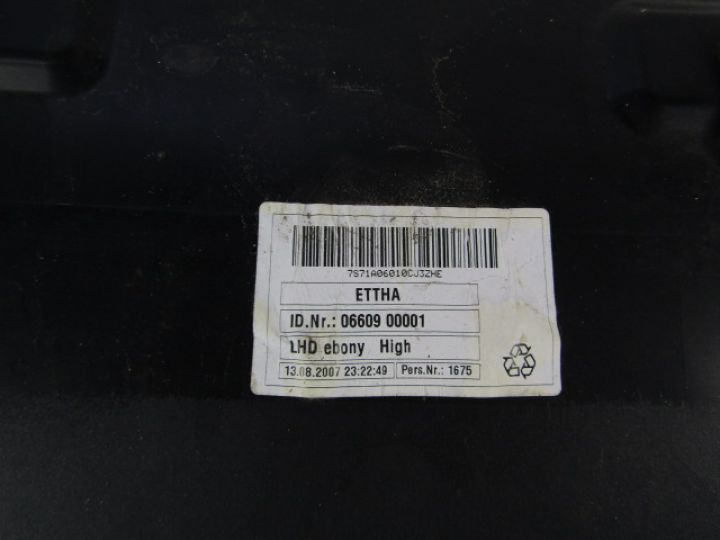 7S71A06010CJ3ZHE
ETTHA
ID.Nr.: 06609 00001
LHD ebony High
13.08.2007 23:22:49 Pers.Nr.: 1675